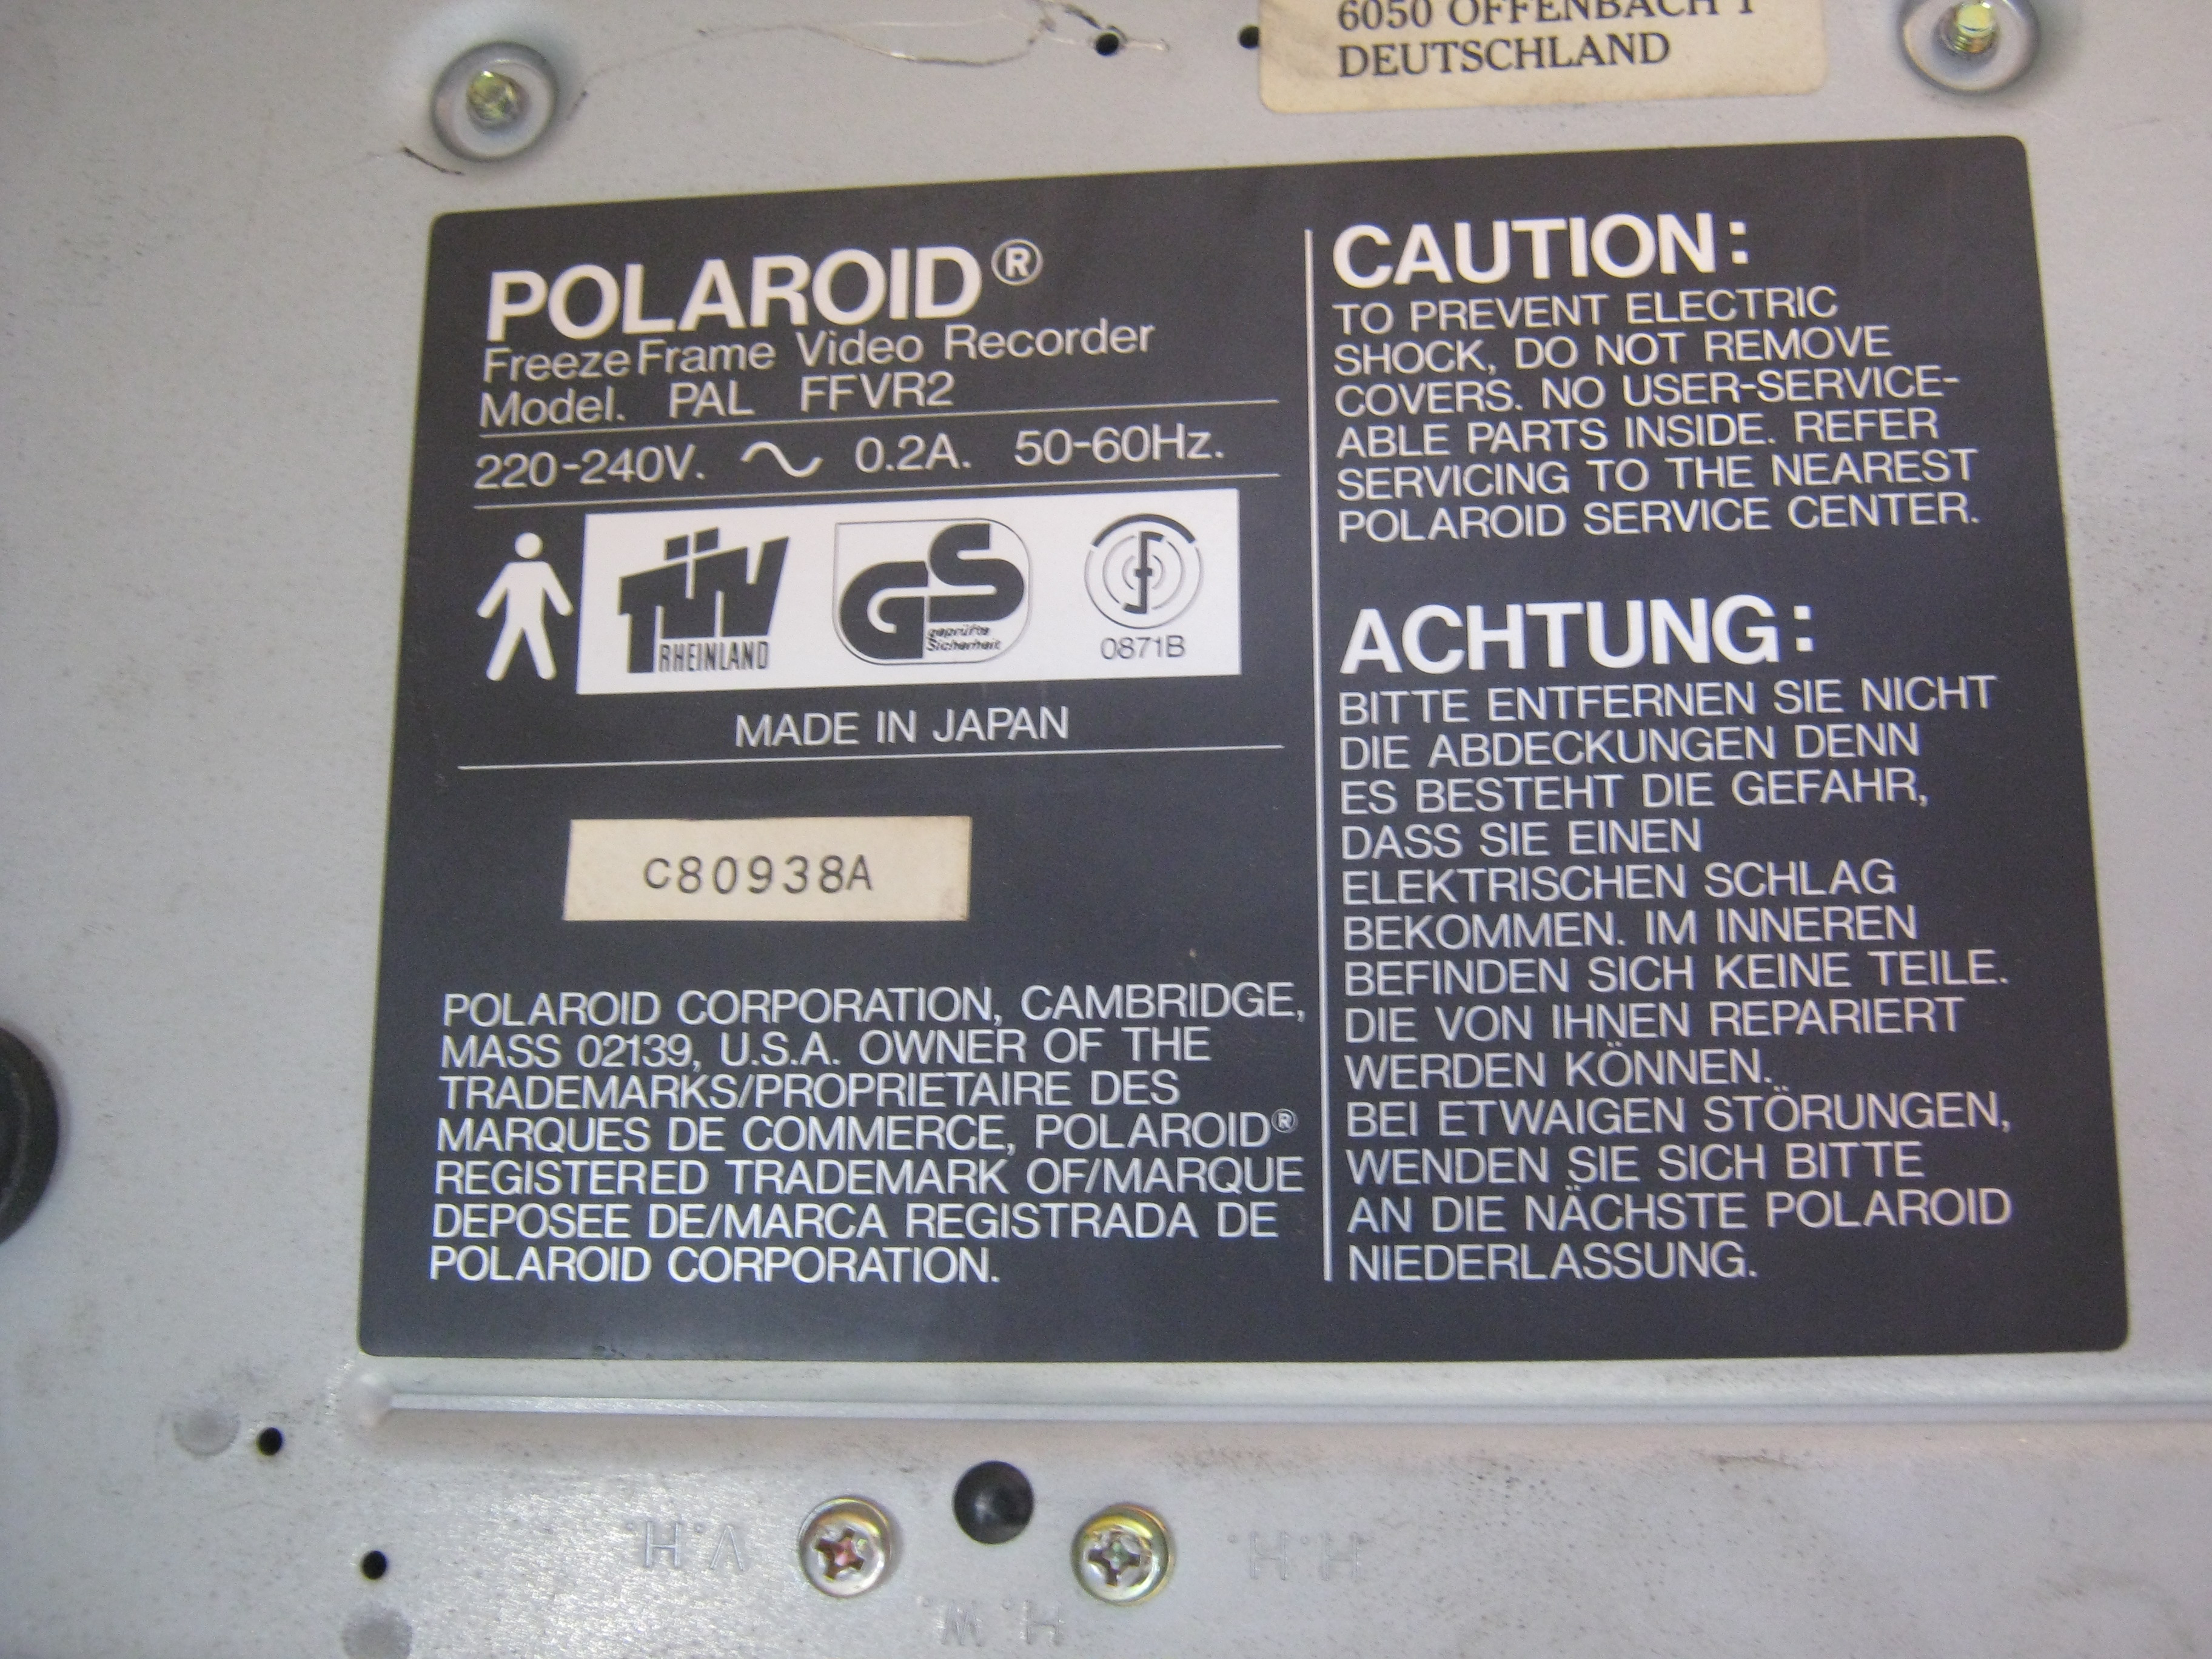 6050 OFFENBACH 1
DEUTSCHLAND
POLAROID®
FreezeFrame Video Recorder
Model. PAL FFVR2
220-240V. ~ 0.2A. 50-60Hz.
TÜV
RHEINLAND
GS
geprüfte
Sicherheit
0871B
MADE IN JAPAN
C80938A
POLAROID CORPORATION, CAMBRIDGE,
MASS 02139, U.S.A. OWNER OF THE
TRADEMARKS/PROPRIETAIRE DES
MARQUES DE COMMERCE, POLAROID®
REGISTERED TRADEMARK OF/MARQUE
DEPOSEE DE/MARCA REGISTRADA DE
POLAROID CORPORATION.
CAUTION:
TO PREVENT ELECTRIC
SHOCK, DO NOT REMOVE
COVERS. NO USER-SERVICE-
ABLE PARTS INSIDE. REFER
SERVICING TO THE NEAREST
POLAROID SERVICE CENTER.
ACHTUNG:
BITTE ENTFERNEN SIE NICHT
DIE ABDECKUNGEN DENN
ES BESTEHT DIE GEFAHR,
DASS SIE EINEN
ELEKTRISCHEN SCHLAG
BEKOMMEN. IM INNEREN
BEFINDEN SICH KEINE TEILE.
DIE VON IHNEN REPARIERT
WERDEN KÖNNEN.
BEI ETWAIGEN STÖRUNGEN,
WENDEN SIE SICH BITTE
AN DIE NÄCHSTE POLAROID
NIEDERLASSUNG.